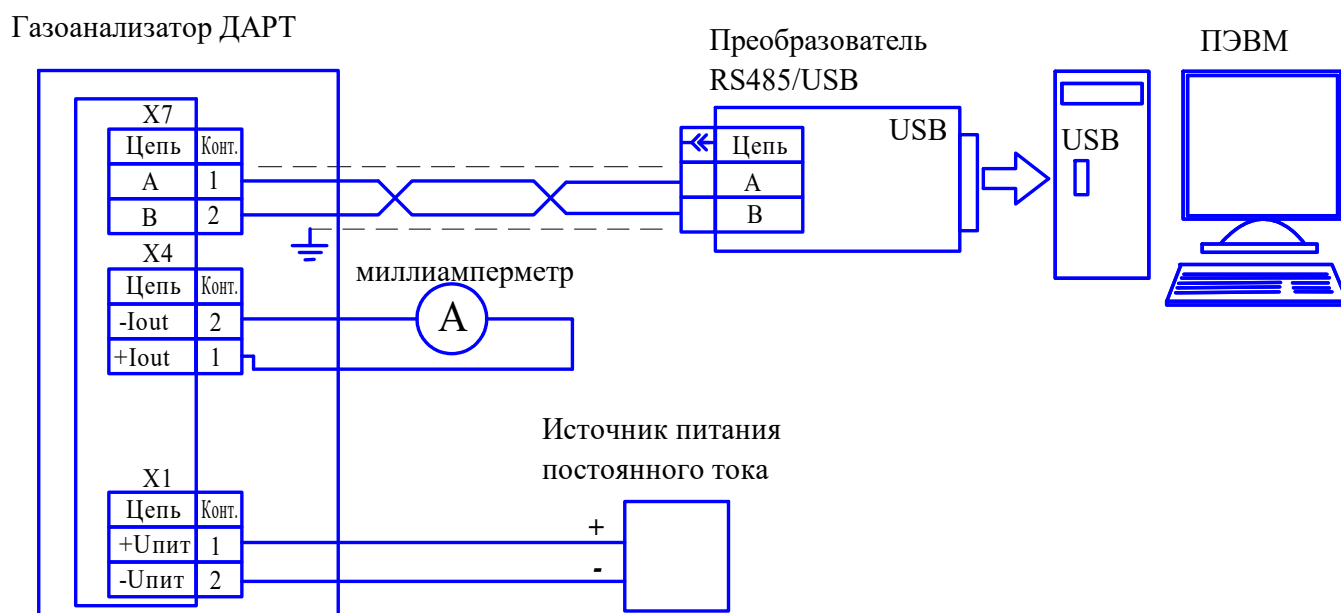 Газоанализатор ДАРТ
Преобразователь
RS485/USB
ПЭВМ
X7
Цепь Конт.
A 1
B 2
USB
Цепь
A
B
USB
X4
Цепь Конт.
-Iout 2
+Iout 1
миллиамперметр
A
Источник питания
постоянного тока
X1
Цепь Конт.
+Uпит 1
-Uпит 2
+
-